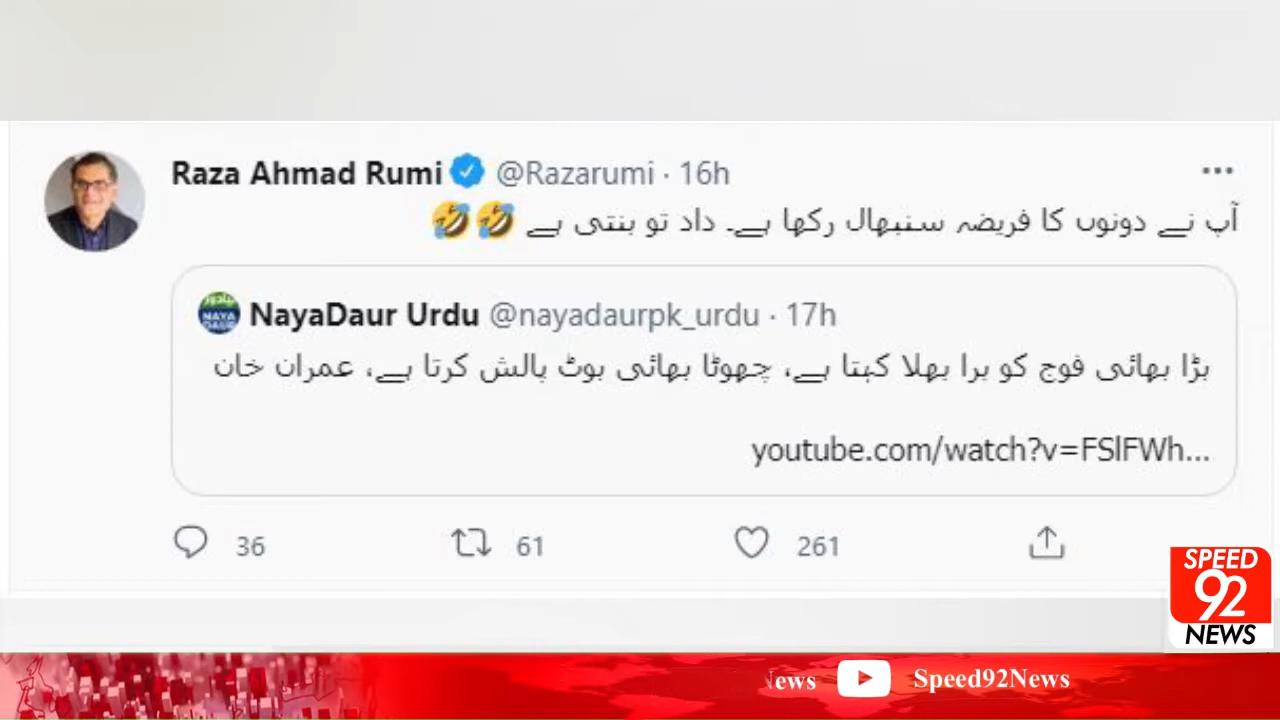 Raza Ahmad Rumi @Razarumi · 16h
آپ نے دونوں کا فریضہ سنبھال رکھا ہے۔ داد تو بنتی ہے 🤣🤣
NayaDaur Urdu @nayadaurpk_urdu · 17h
بڑا بھائی فوج کو برا بھلا کہتا ہے، چھوٹا بھائی بوٹ پالش کرتا ہے، عمران خان
youtube.com/watch?v=FSlFWh...
36 61 261
SPEED
92
NEWS
ews Speed92News